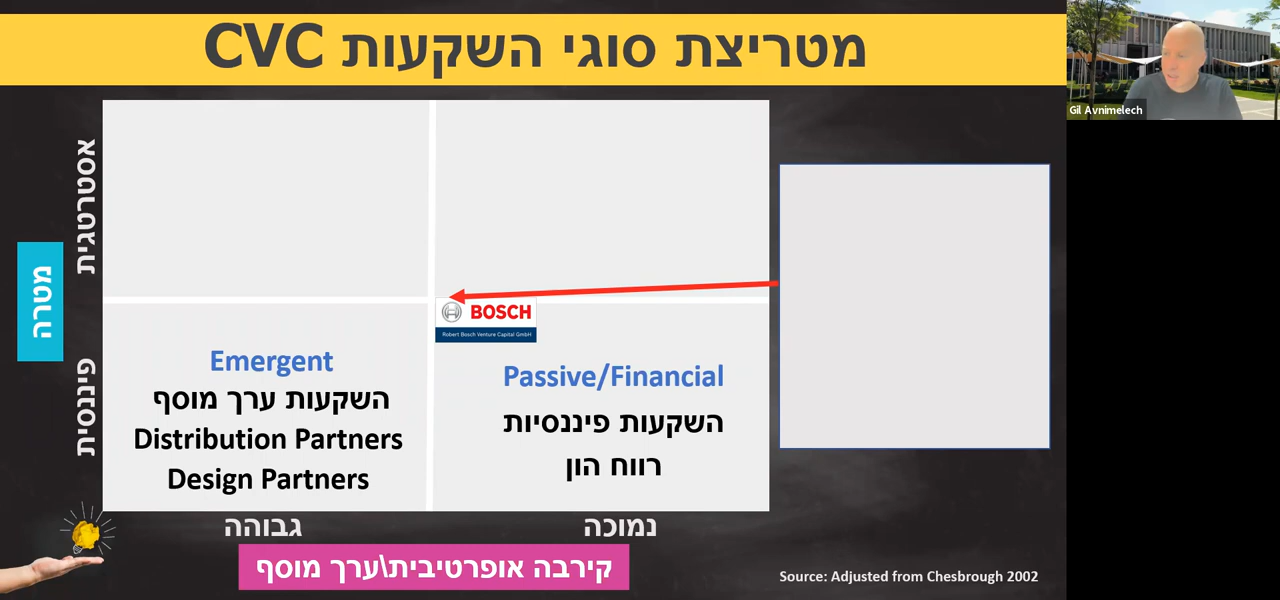 מטריצת סוגי השקעות CVC
Gil Avnimelech
אסטרטגית
מטרה
פיננסית
BOSCH
Robert Bosch Venture Capital GmbH
Emergent
השקעות ערך מוסף
Distribution Partners
Design Partners
Passive/Financial
השקעות פיננסיות
רווח הון
גבוהה
נמוכה
קירבה אופרטיבית\ערך מוסף
Source: Adjusted from Chesbrough 2002